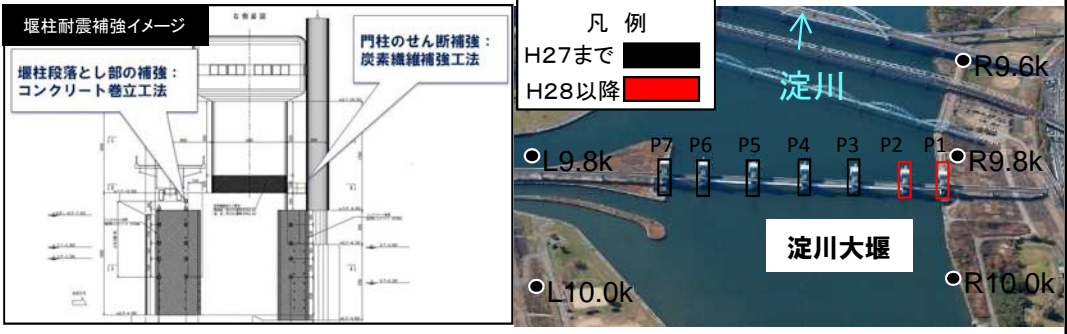 堰柱耐震補強イメージ
右側面図
堰柱段落とし部の補強：
コンクリート巻立工法
門柱のせん断補強：
炭素繊維補強工法
凡 例
H27まで
H28以降
淀川
R9.6k
L9.8k
P7 P6 P5 P4 P3 P2 P1
R9.8k
淀川大堰
L10.0k
R10.0k